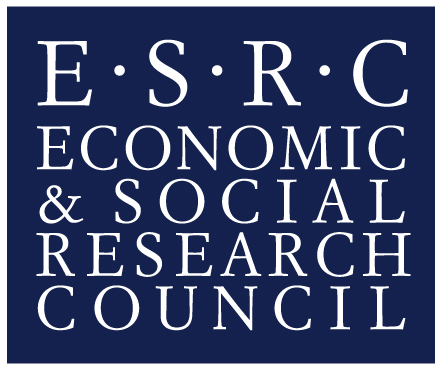 E·S·R·C
ECONOMIC
& SOCIAL
RESEARCH
COUNCIL